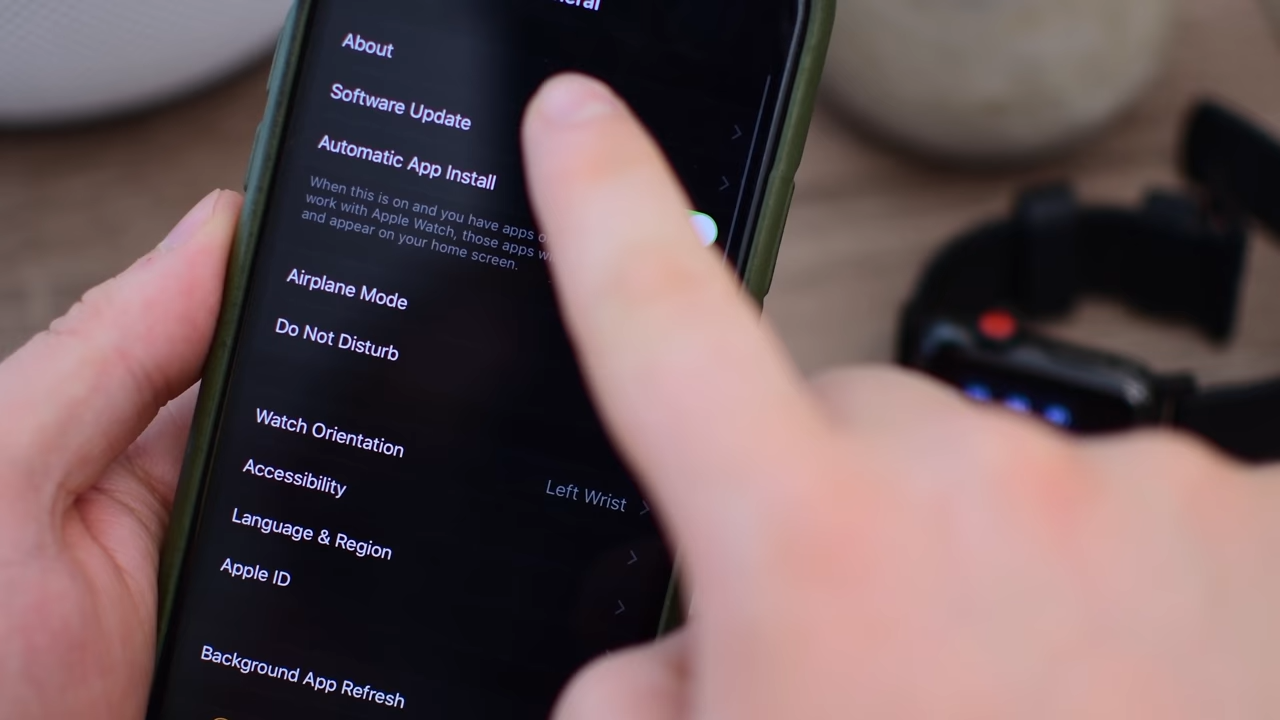 About
Software Update
Automatic App Install
When this is on and you have apps
work with Apple Watch, those apps
and appear on your home screen.
Airplane Mode
Do Not Disturb
Watch Orientation
Left Wrist
Accessibility
Language & Region
Apple ID
Background App Refresh